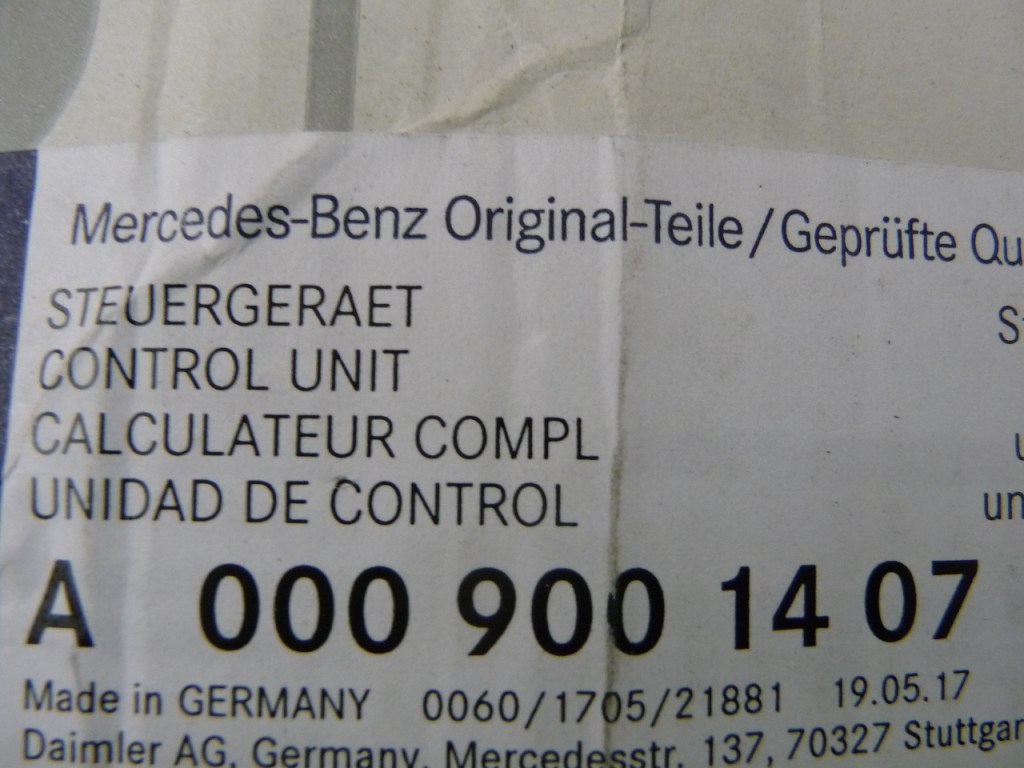 Mercedes-Benz Original-Teile/Geprüfte
STEUERGERAET
CONTROL UNIT
CALCULATEUR COMPL
UNIDAD DE CONTROL
A 000 900 14 07
Made in GERMANY 0060/1705/21881 19.05.17
Daimler AG, Germany, Mercedesstr. 137, 70327 Stuttgar